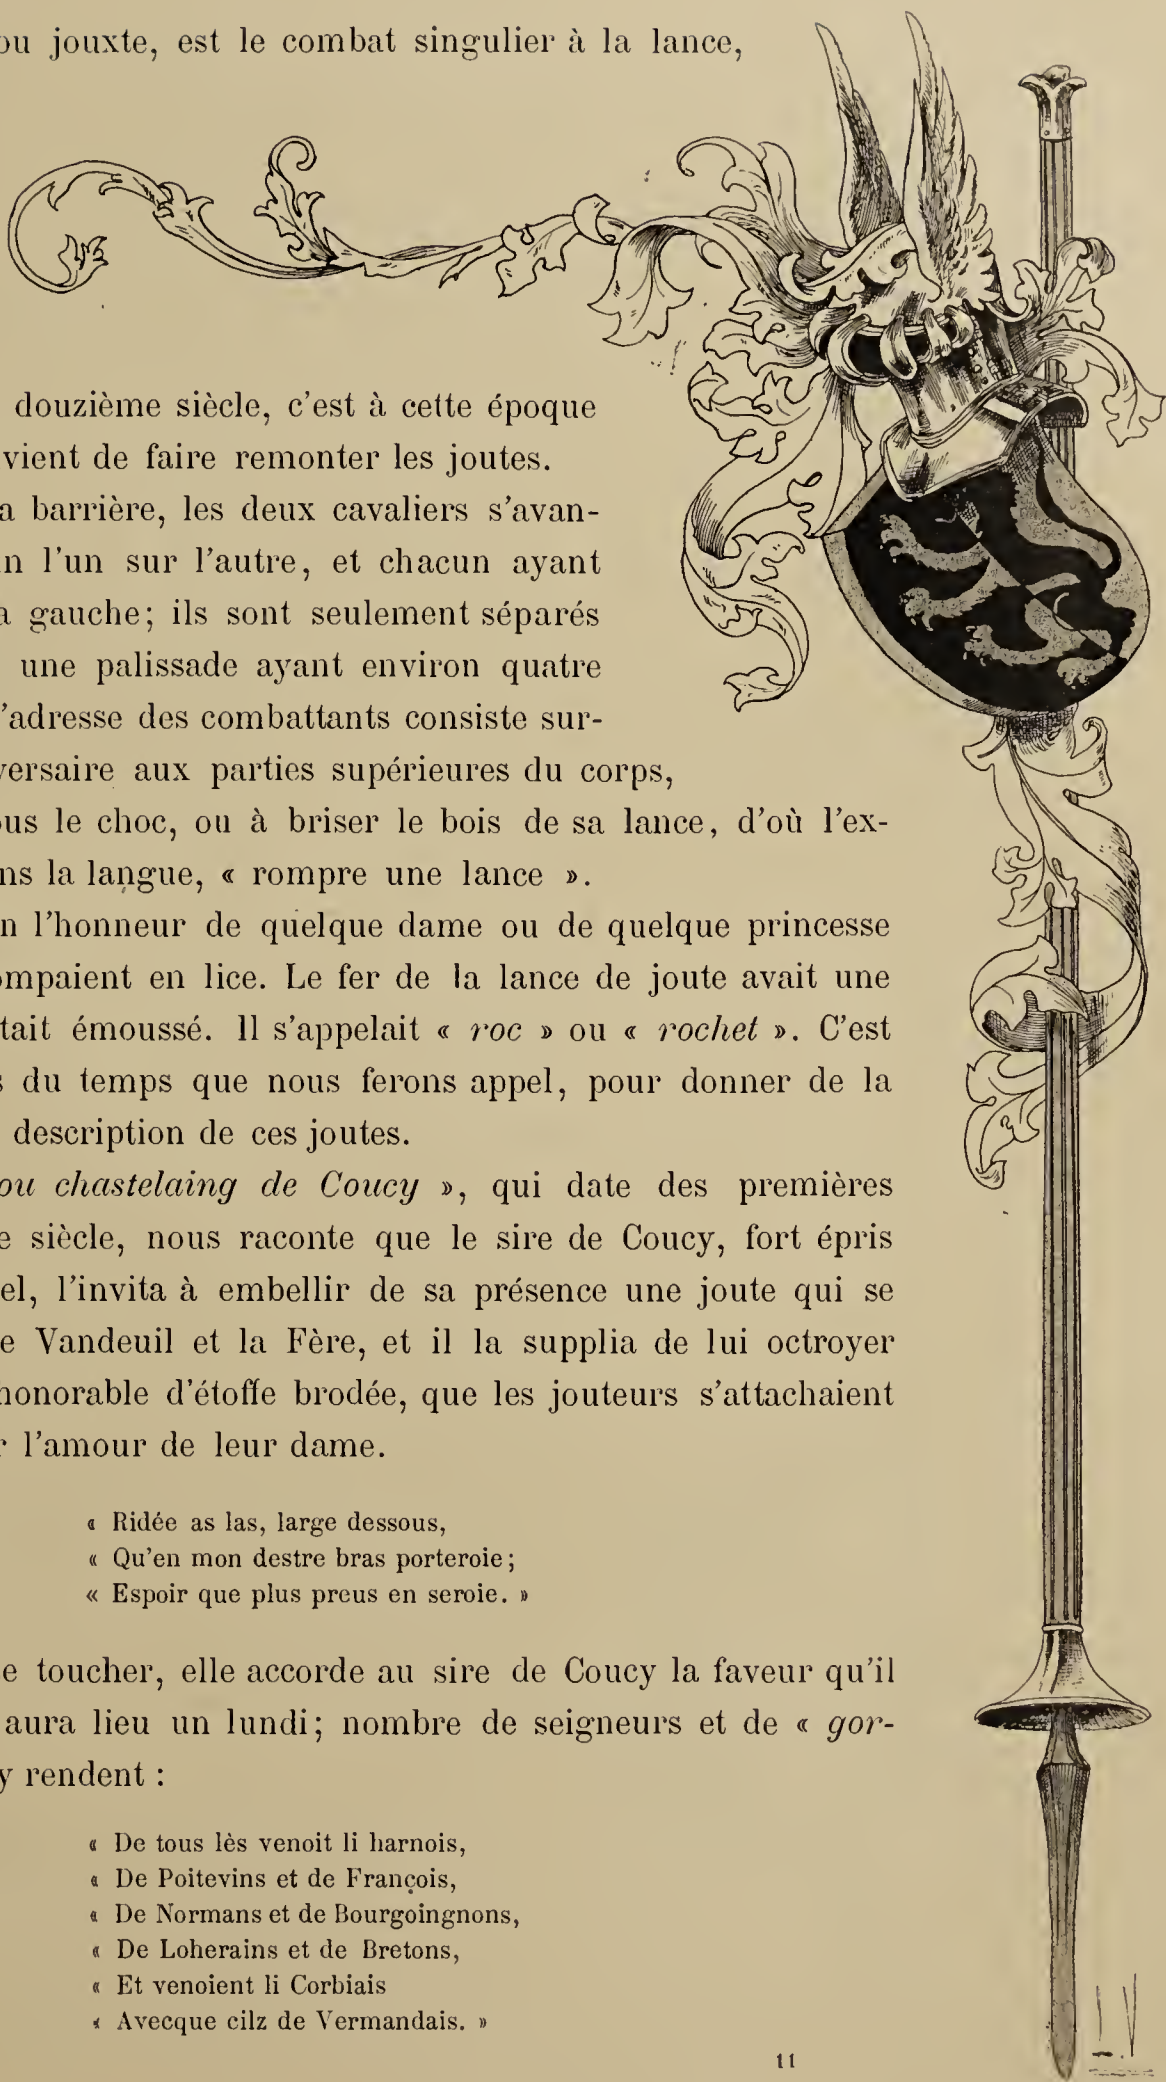 ou jouxte, est le combat singulier à la lance,
douzième siècle, c'est à cette époque
vient de faire remonter les joutes.
a barrière, les deux cavaliers s'avan-
n l'un sur l'autre, et chacun ayant
a gauche; ils sont seulement séparés
une palissade ayant environ quatre
l'adresse des combattants consiste sur-
versaire aux parties supérieures du corps,
ous le choc, ou à briser le bois de sa lance, d'où l'ex-
ns la langue, « rompre une lance ».
n l'honneur de quelque dame ou de quelque princesse
ompaient en lice. Le fer de la lance de joute avait une
tait émoussé. Il s'appelait « roc » ou « rochet ». C'est
s du temps que nous ferons appel, pour donner de la
description de ces joutes.
ou chastelaing de Coucy », qui date des premières
e siècle, nous raconte que le sire de Coucy, fort épris
el, l'invita à embellir de sa présence une joute qui se
e Vandeuil et la Fère, et il la supplia de lui octroyer
honorable d'étoffe brodée, que les jouteurs s'attachaient
r l'amour de leur dame.
« Ridée as las, large dessous,
« Qu'en mon destre bras porteroie;
« Espoir que plus preus en seroie. »
e toucher, elle accorde au sire de Coucy la faveur qu'il
aura lieu un lundi; nombre de seigneurs et de « gor-
y rendent :
« De tous lès venoit li harnois,
« De Poitevins et de François,
« De Normans et de Bourgoingnons,
« De Loherains et de Bretons,
« Et venoient li Corbiais
« Avecque cilz de Vermandais. »
11
L.V